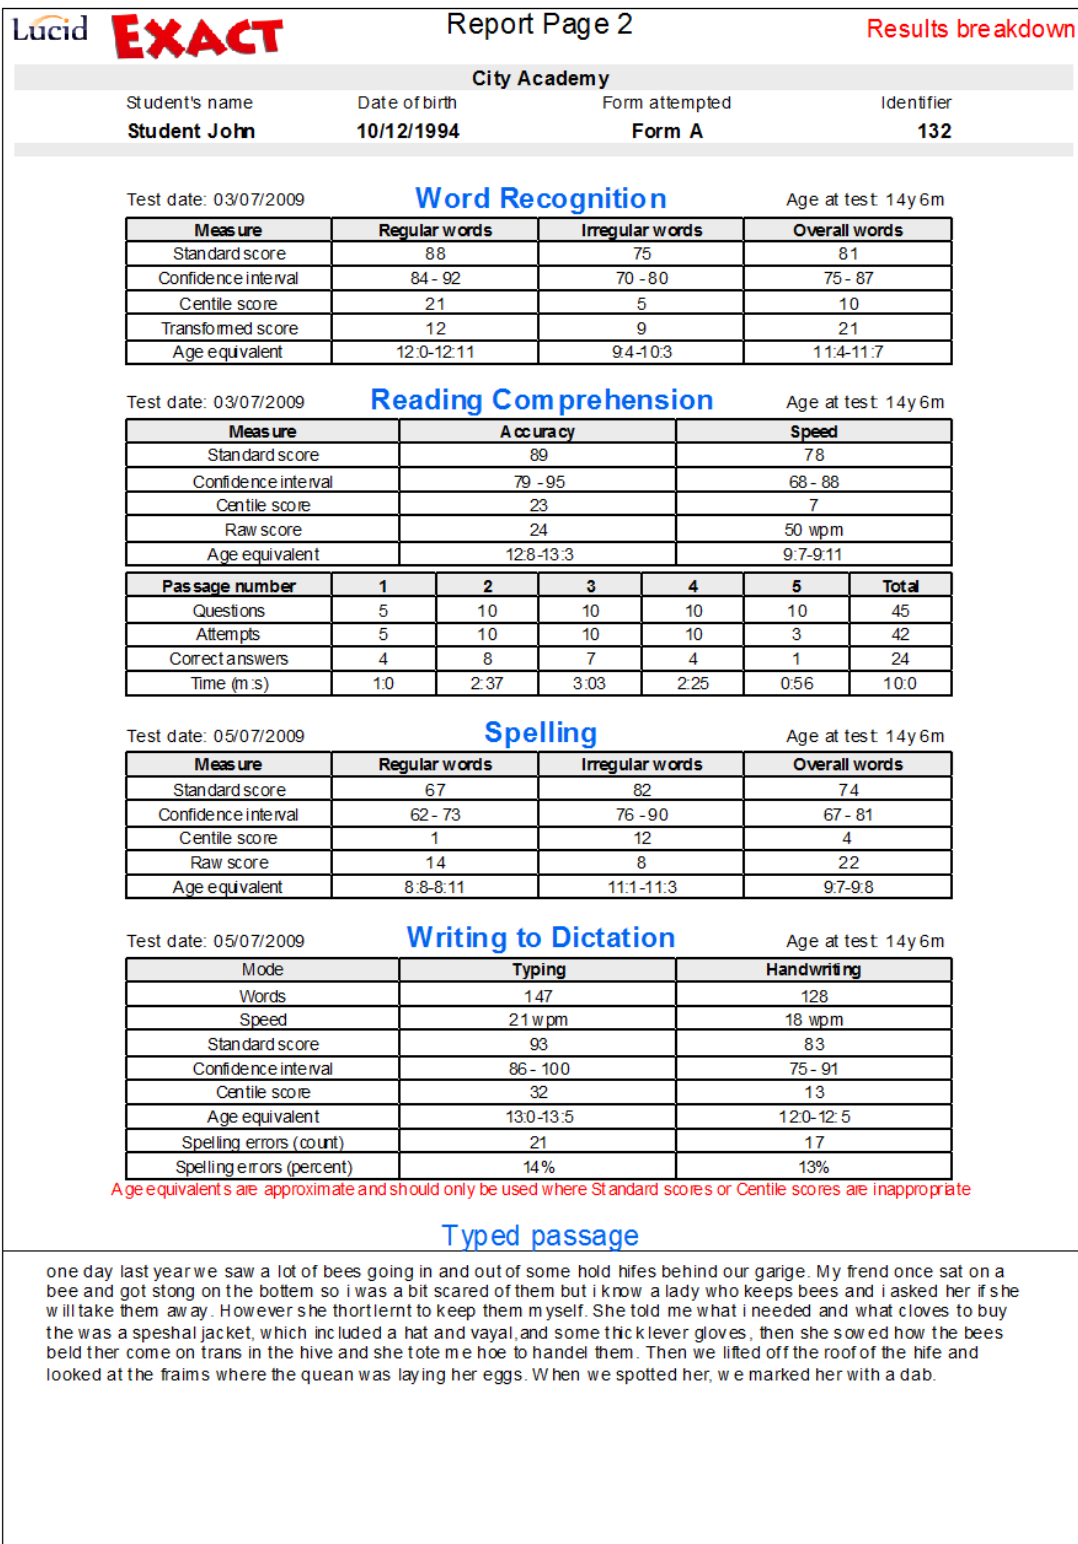 Lucid EXACT Report Page 2 Results breakdown
City Academy
Student's name Date of birth Form attempted Identifier
Student John 10/12/1994 Form A 132
Test date: 03/07/2009 Word Recognition Age at test: 14y 6m
Measure Regular words Irregular words Overall words
Standard score 88 75 81
Confidence interval 84 - 92 70 - 80 75 - 87
Centile score 21 5 10
Transformed score 12 9 21
Age equivalent 12:0-12:11 9:4-10:3 11:4-11:7
Test date: 03/07/2009 Reading Comprehension Age at test: 14y 6m
Measure Accuracy Speed
Standard score 89 78
Confidence interval 79 - 95 68 - 88
Centile score 23 7
Raw score 24 50 wpm
Age equivalent 12:8-13:3 9:7-9:11
Passage number 1 2 3 4 5 Total
Questions 5 10 10 10 10 45
Attempts 5 10 10 10 3 42
Correct answers 4 8 7 4 1 24
Time (m:s) 1:0 2:37 3:03 2:25 0:56 10:0
Test date: 05/07/2009 Spelling Age at test: 14y 6m
Measure Regular words Irregular words Overall words
Standard score 67 82 74
Confidence interval 62 - 73 76 - 90 67 - 81
Centile score 1 12 4
Raw score 14 8 22
Age equivalent 8:8-8:11 11:1-11:3 9:7-9:8
Test date: 05/07/2009 Writing to Dictation Age at test: 14y 6m
Mode Typing Handwriting
Words 147 128
Speed 21 wpm 18 wpm
Standard score 93 83
Confidence interval 86 - 100 75 - 91
Centile score 32 13
Age equivalent 13:0-13:5 12:0-12:5
Spelling errors (count) 21 17
Spelling errors (percent) 14% 13%
Age equivalents are approximate and should only be used where Standard scores or Centile scores are inappropriate
Typed passage
one day last year we saw a lot of bees going in and out of some hold hifes behind our garige. My frend once sat on a
bee and got stong on the bottem so i was a bit scared of them but i know a lady who keeps bees and i asked her if she
will take them away. However she thort lernt to keep them myself. She told me what i needed and what cloves to buy
the was a speshal jacket, which included a hat and vayal,and some thick lever gloves, then she sowed how the bees
beld ther come on trans in the hive and she tote me hoe to handel them. Then we lifted off the roof of the hife and
looked at the fraims where the quean was laying her eggs. When we spotted her, we marked her with a dab.